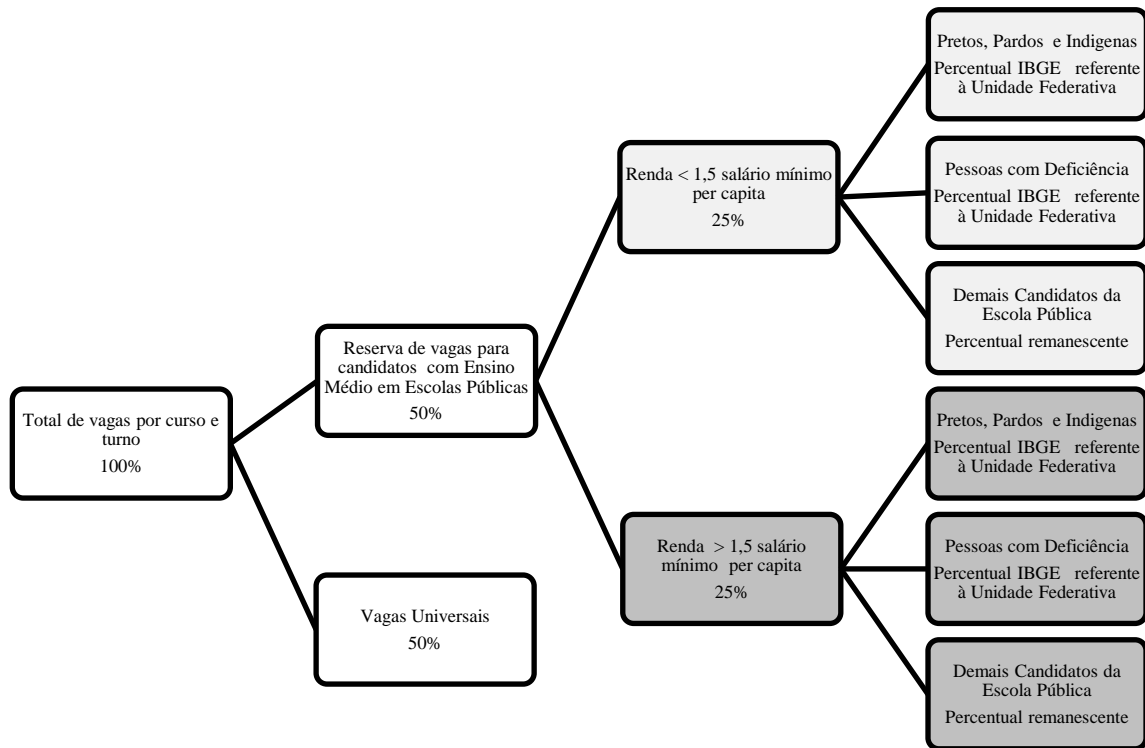 Total de vagas por curso e
turno
100%
Reserva de vagas para
candidatos com Ensino
Médio em Escolas Públicas
50%
Vagas Universais
50%
Renda < 1,5 salário mínimo
per capita
25%
Renda > 1,5 salário
mínimo per capita
25%
Pretos, Pardos e Indigenas
Percentual IBGE referente
à Unidade Federativa
Pessoas com Deficiência
Percentual IBGE referente
à Unidade Federativa
Demais Candidatos da
Escola Pública
Percentual remanescente
Pretos, Pardos e Indigenas
Percentual IBGE referente
à Unidade Federativa
Pessoas com Deficiência
Percentual IBGE referente
à Unidade Federativa
Demais Candidatos da
Escola Pública
Percentual remanescente